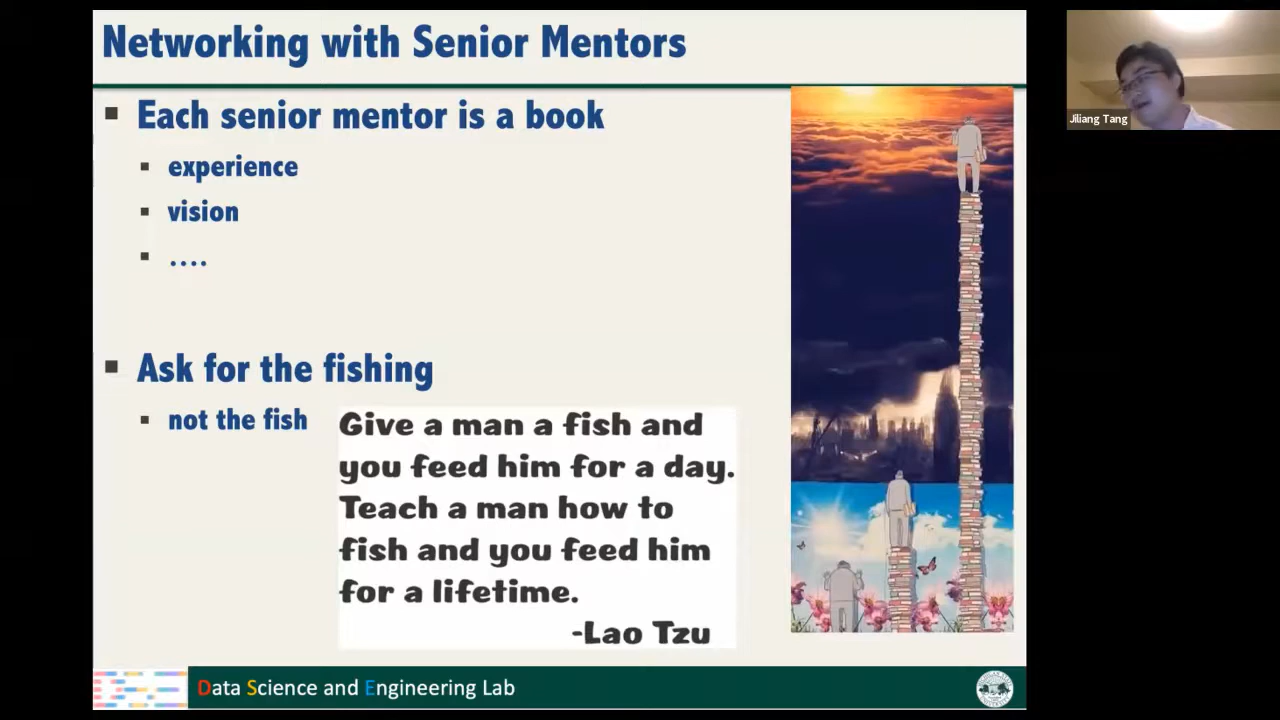 Networking with Senior Mentors
Each senior mentor is a book
experience
vision
....
Ask for the fishing
not the fish
Give a man a fish and
you feed him for a day.
Teach a man how to
fish and you feed him
for a lifetime.
-Lao Tzu
Data Science and Engineering Lab
Jiliang Tang